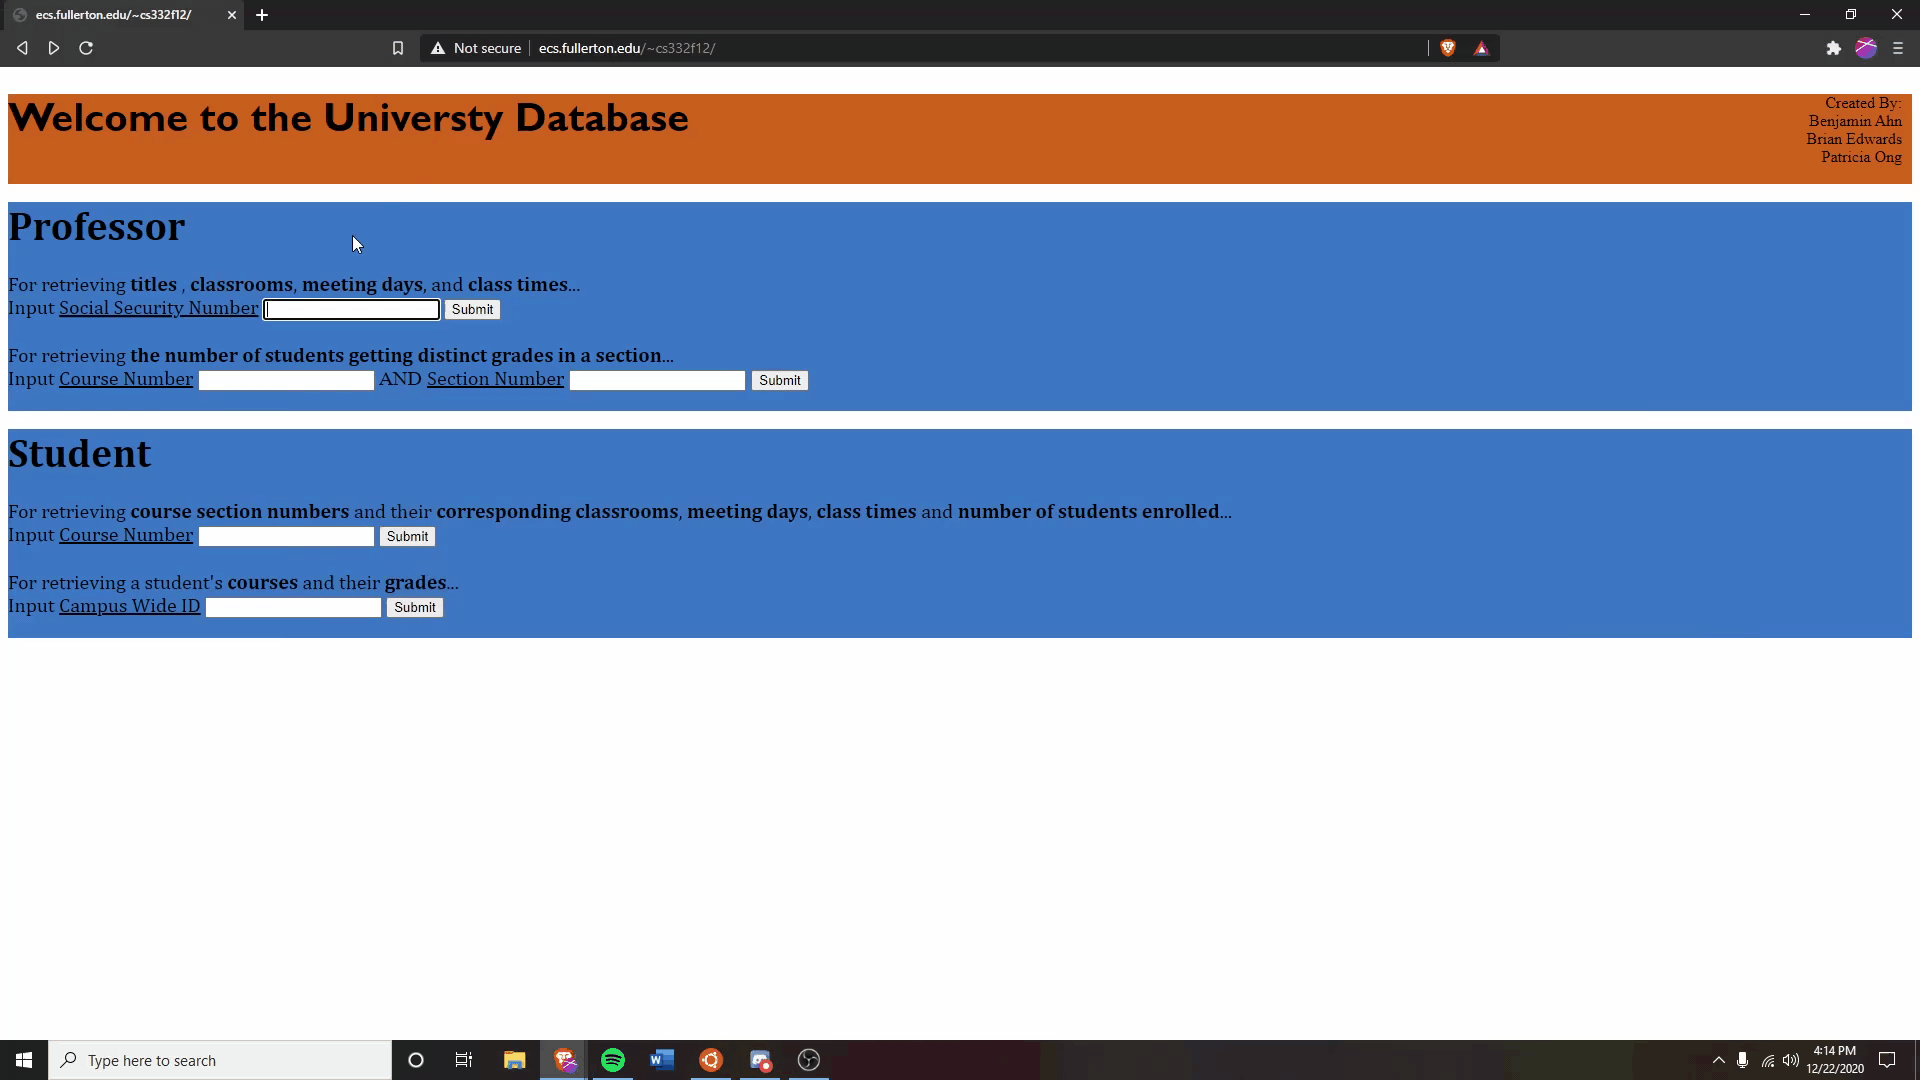 ecs.fullerton.edu/~cs332f12/
Not secure ecs.fullerton.edu/~cs332f12/
Welcome to the Universty Database
Created By:
Benjamin Ahn
Brian Edwards
Patricia Ong
Professor
For retrieving titles , classrooms, meeting days, and class times...
Input Social Security Number Submit
For retrieving the number of students getting distinct grades in a section...
Input Course Number AND Section Number Submit
Student
For retrieving course section numbers and their corresponding classrooms, meeting days, class times and number of students enrolled...
Input Course Number Submit
For retrieving a student's courses and their grades...
Input Campus Wide ID Submit
Type here to search
4:14 PM
12/22/2020